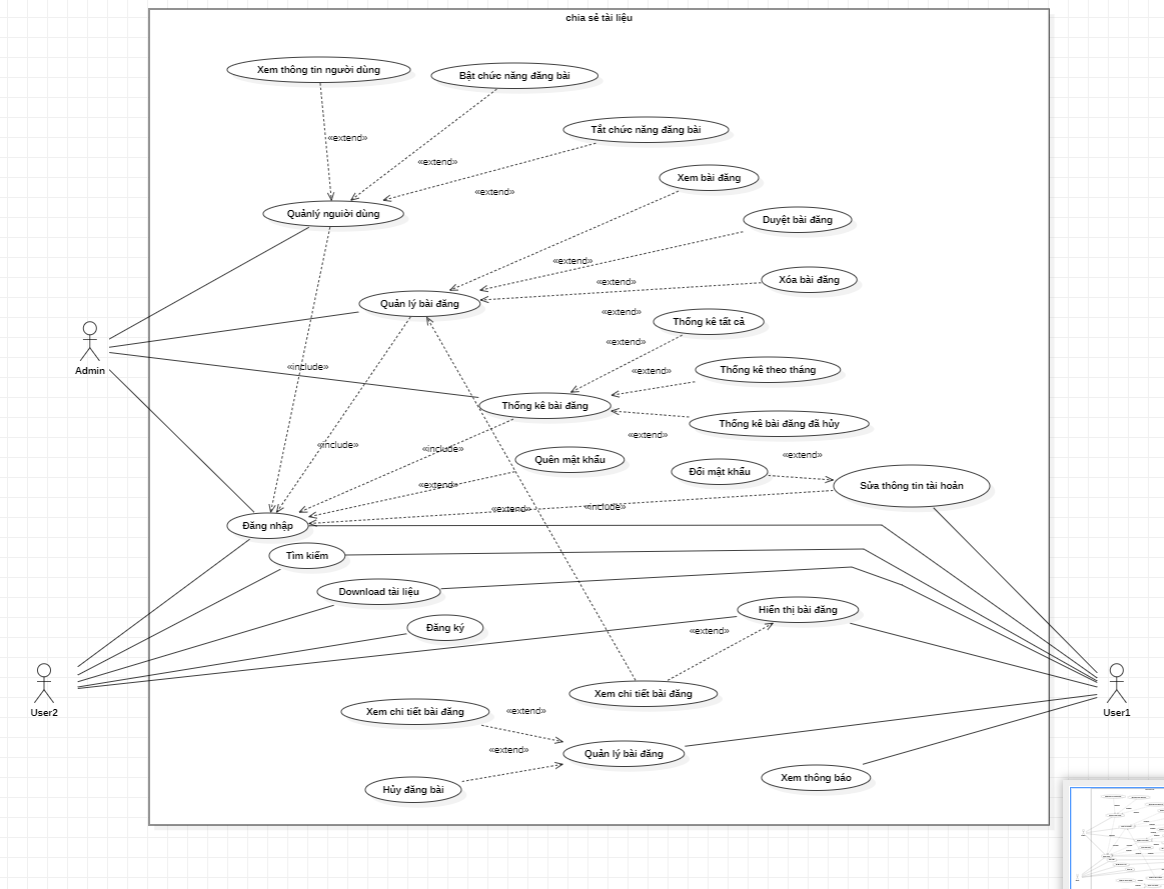 chia sẻ tài liệu
Xem thông tin người dùng
Bật chức năng đăng bài
Tắt chức năng đăng bài
«extend»
«extend»
Xem bài đăng
«extend»
Quảnlý nguiời dùng
Duyệt bài đăng
«extend»
«extend»
Xóa bài đăng
Quản lý bài đăng
«extend»
Thống kê tất cả
«extend»
Admin
«include»
«extend»
Thống kê theo tháng
Thống kê bài đăng
Thống kê bài đăng đã hủy
«extend»
«include»
«include»
«extend»
Quên mật khẩu
Đổi mật khẩu
Sửa thông tin tài hoản
«extend»
«extend»
«include»
Đăng nhập
Tìm kiếm
Download tài liệu
Hiển thị bài đăng
Đăng ký
«extend»
Xem chi tiết bài đăng
User2
User1
Xem chi tiết bài đăng
«extend»
«extend»
Quản lý bài đăng
Xem thông báo
Hủy đăng bài